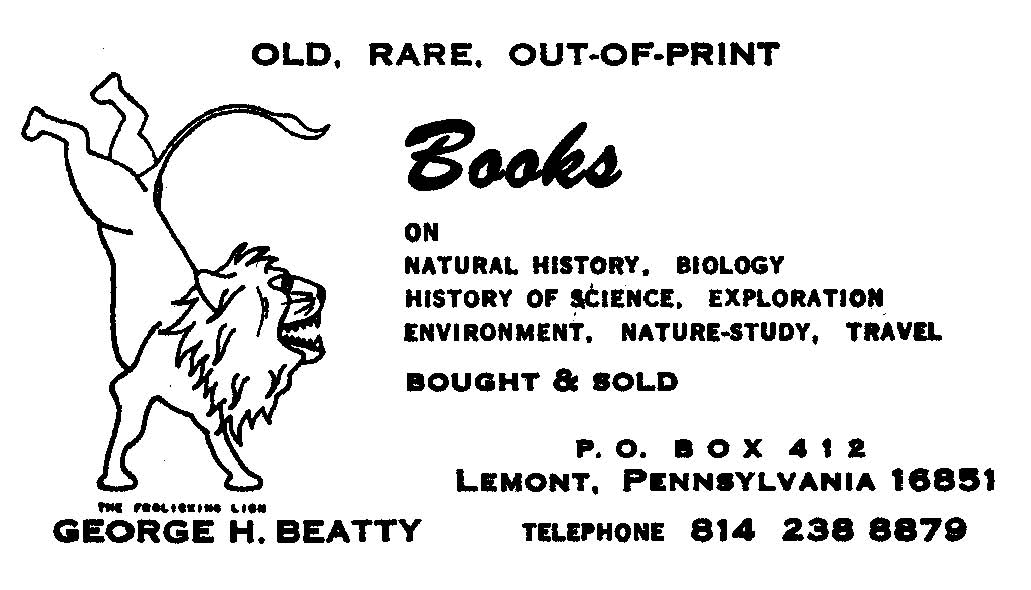 OLD, RARE, OUT-OF-PRINT
Books
ON
NATURAL HISTORY, BIOLOGY
HISTORY OF SCIENCE, EXPLORATION
ENVIRONMENT, NATURE-STUDY, TRAVEL
BOUGHT & SOLD
P. O. BOX 412
LEMONT, PENNSYLVANIA 16851
TELEPHONE 814 238 8879
THE FROLICKING LION
GEORGE H. BEATTY